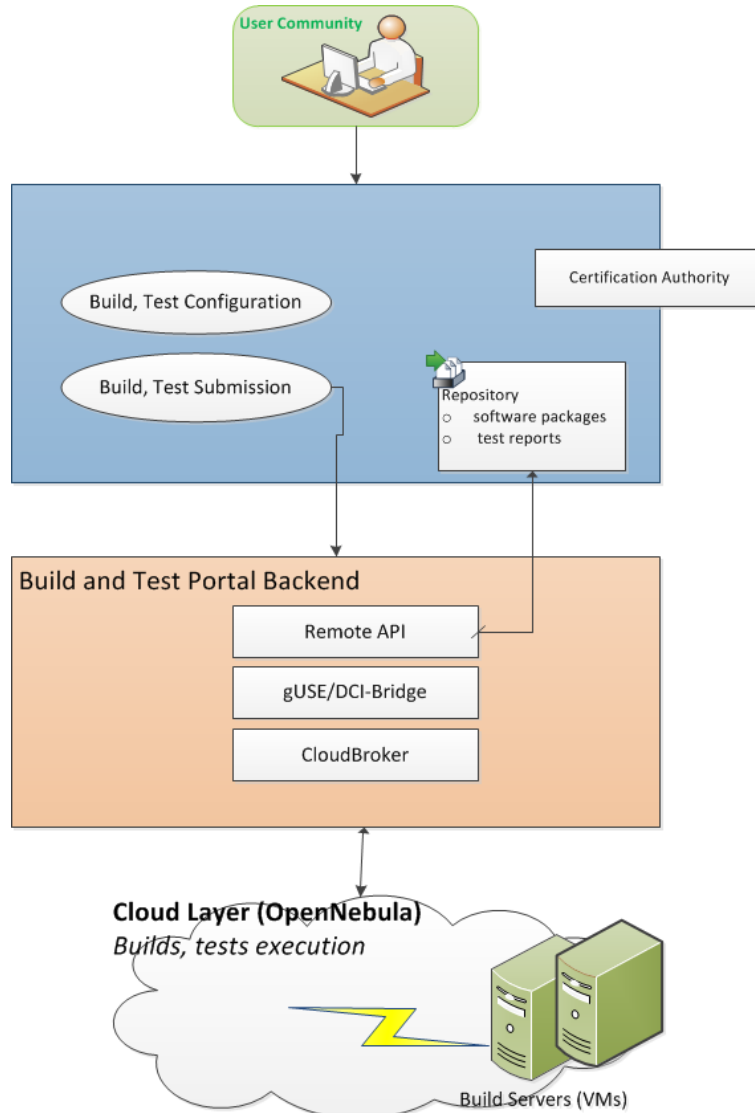 User Community
Certification Authority
Build, Test Configuration
Build, Test Submission
Repository
o software packages
o test reports
Build and Test Portal Backend
Remote API
gUSE/DCI-Bridge
CloudBroker
Cloud Layer (OpenNebula)
Builds, tests execution
Build Servers (VMs)